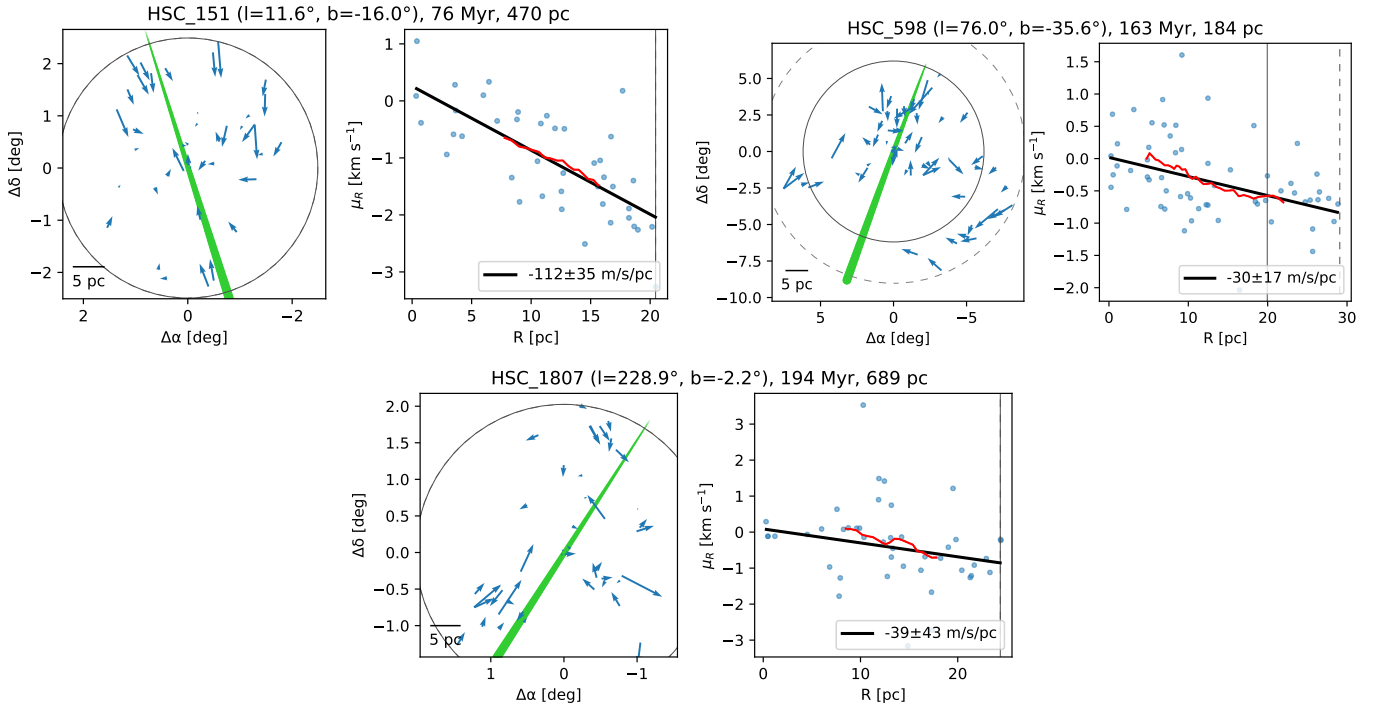 HSC_151 (l=11.6°, b=-16.0°), 76 Myr, 470 pc
2
1
0
−1
−2
Δδ [deg]
5 pc
2
0
−2
Δα [deg]
1
0
−1
−2
−3
μR [km s−1]
-112±35 m/s/pc
0
5
10
15
20
R [pc]
HSC_598 (l=76.0°, b=-35.6°), 163 Myr, 184 pc
5.0
2.5
0.0
−2.5
−5.0
−7.5
−10.0
Δδ [deg]
5 pc
5
0
−5
Δα [deg]
1.5
1.0
0.5
0.0
−0.5
−1.0
−1.5
−2.0
μR [km s−1]
-30±17 m/s/pc
0
10
20
30
R [pc]
HSC_1807 (l=228.9°, b=-2.2°), 194 Myr, 689 pc
2.0
1.5
1.0
0.5
0.0
−0.5
−1.0
Δδ [deg]
5 pc
1
0
−1
Δα [deg]
3
2
1
0
−1
−2
−3
μR [km s−1]
-39±43 m/s/pc
0
10
20
R [pc]